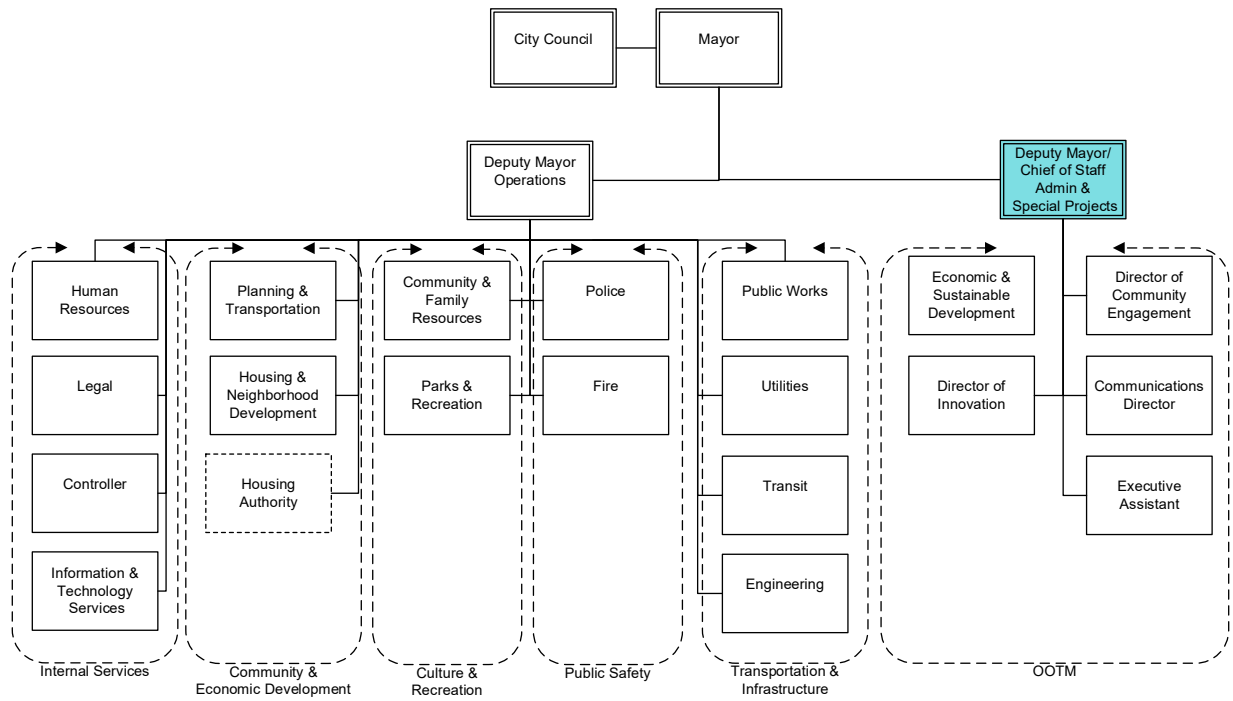 City Council
Mayor
Deputy Mayor
Operations
Deputy Mayor/
Chief of Staff
Admin &
Special Projects
Human
Resources
Legal
Controller
Information &
Technology
Services
Internal Services
Planning &
Transportation
Housing &
Neighborhood
Development
Housing
Authority
Community &
Economic Development
Community &
Family
Resources
Parks &
Recreation
Culture &
Recreation
Police
Fire
Public Safety
Public Works
Utilities
Transit
Engineering
Transportation &
Infrastructure
Economic &
Sustainable
Development
Director of
Innovation
Director of
Community
Engagement
Communications
Director
Executive
Assistant
OOTM